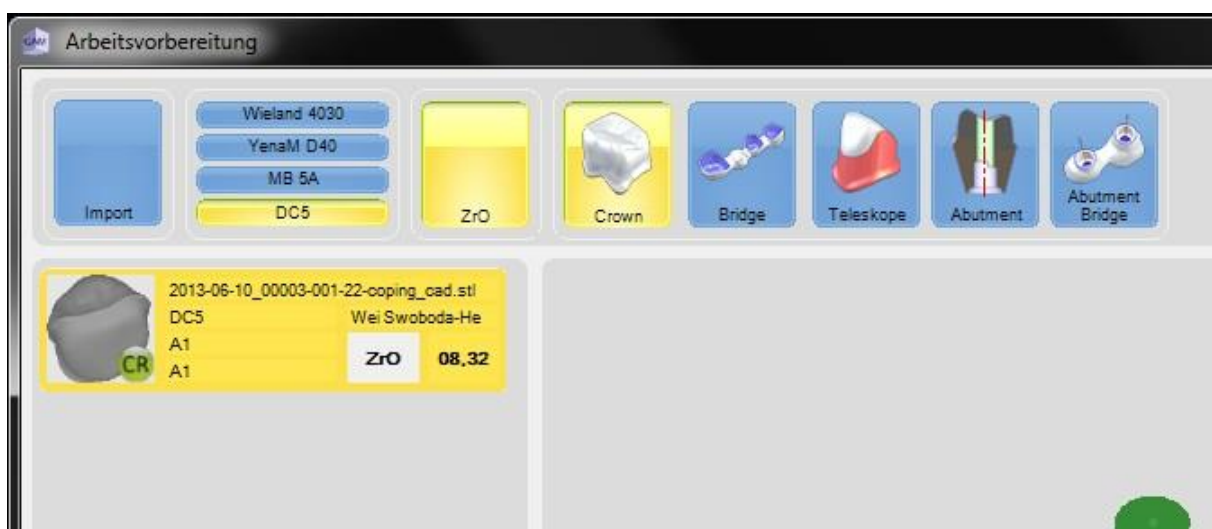 Arbeitsvorbereitung
Import
Wieland 4030
YenaM D40
MB 5A
DC5
ZrO
Crown
Bridge
Teleskope
Abutment
Abutment
Bridge
2013-06-10_00003-001-22-coping_cad.stl
DC5 Wei Swoboda-He
A1
ZrO 08,32
A1
CR